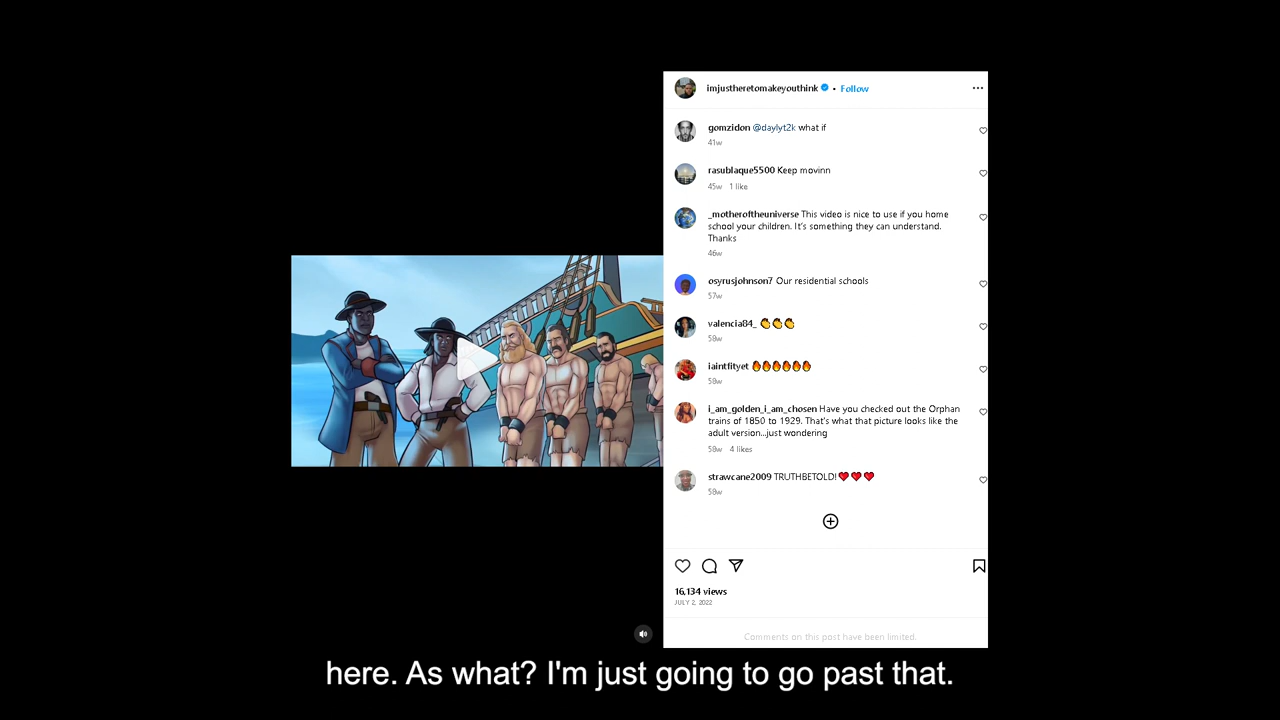 imjustheretomakeyouthink • Follow
gomzidon @daylyt2k what if
41w
rasublaque5500 Keep movinn
45w 1 like
_motheroftheuniverse This video is nice to use if you home
school your children. It's something they can understand.
Thanks
46w
osyrusjohnson7 Our residential schools
57w
valencia84_ 👏👏👏
58w
iaintfityet 🔥🔥🔥🔥🔥🔥
58w
i_am_golden_i_am_chosen Have you checked out the Orphan
trains of 1850 to 1929. That's what that picture looks like the
adult version...just wondering
58w 4 likes
strawcane2009 TRUTHBETOLD!❤️❤️❤️
58w
16,134 views
JULY 2, 2022
Comments on this post have been limited.
here. As what? I'm just going to go past that.